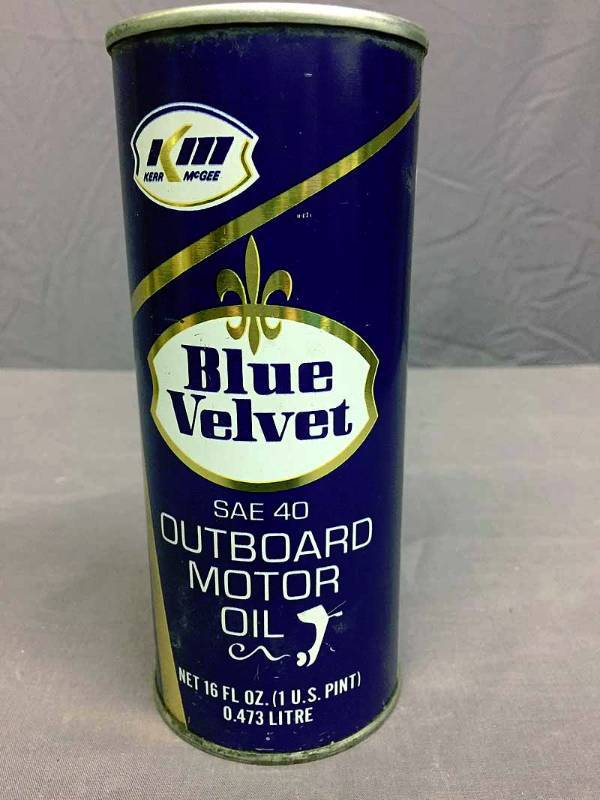 KM
KERR McGEE
Blue
Velvet
SAE 40
OUTBOARD
MOTOR
OIL
NET 16 FL OZ. (1 U.S. PINT)
0.473 LITRE